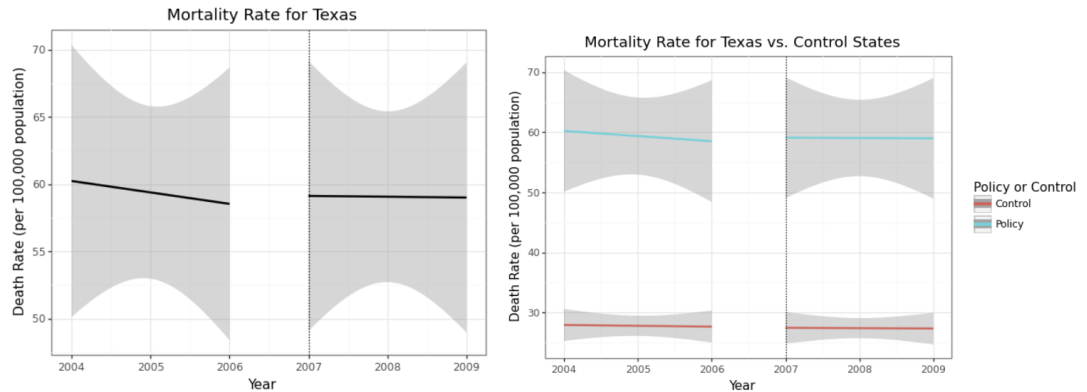 Mortality Rate for Texas
Death Rate (per 100,000 population)
70
65
60
55
50
2004 2005 2006 2007 2008 2009
Year
Mortality Rate for Texas vs. Control States
Death Rate (per 100,000 population)
70
60
50
40
30
2004 2005 2006 2007 2008 2009
Year
Policy or Control
Control
Policy